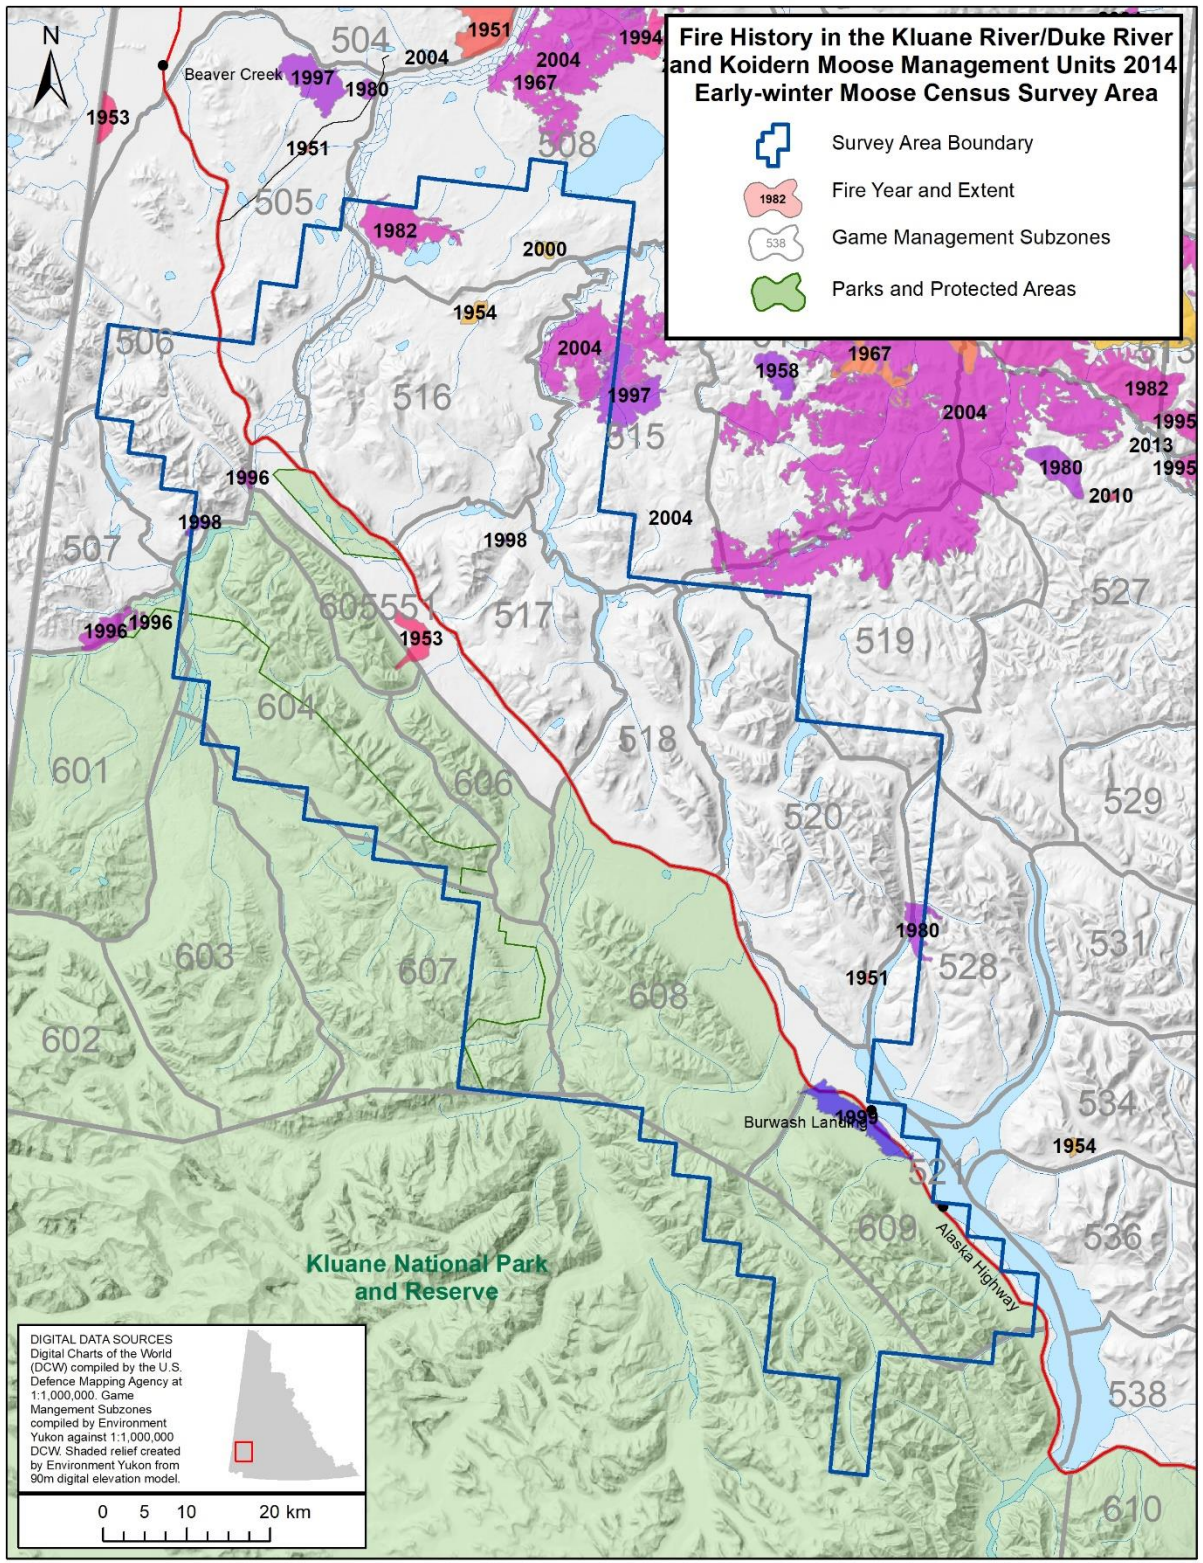 Fire History in the Kluane River/Duke River
and Koidern Moose Management Units 2014
Early-winter Moose Census Survey Area
Survey Area Boundary
1982
Fire Year and Extent
538
Game Management Subzones
Parks and Protected Areas
N
1951
504
2004
2004
1994
Beaver Creek
1997
1980
1967
1953
1951
508
505
1982
2000
1954
506
2004
1958
1967
513
516
1997
1982
2004
1995
515
2013
1996
1980
1995
2010
1998
2004
507
1998
527
605
551
517
1996
1996
1953
519
604
518
601
606
529
520
1980
531
603
607
1951
528
608
602
534
Burwash Landing
1999
1954
521
609
536
Alaska Highway
Kluane National Park
and Reserve
538
610
DIGITAL DATA SOURCES
Digital Charts of the World
(DCW) compiled by the U.S.
Defence Mapping Agency at
1:1,000,000. Game
Mangement Subzones
compiled by Environment
Yukon against 1:1,000,000
DCW. Shaded relief created
by Environment Yukon from
90m digital elevation model.
0 5 10 20 km